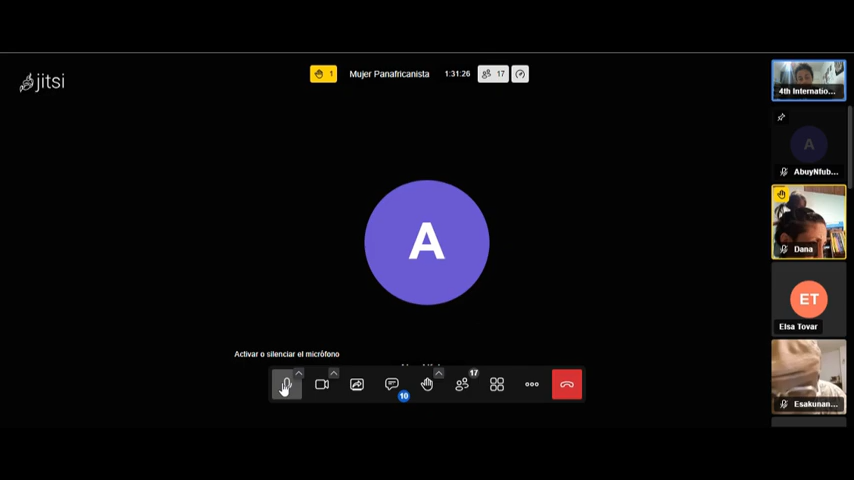 jitsi
1
Mujer Panafricanista
1:31:26
17
4th Internatio...
A
AbuyNfub...
A
Dana
ET
Elsa Tovar
Activar o silenciar el micrófono
17
10
Esakunan...